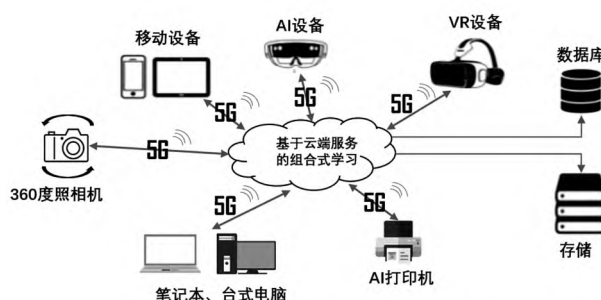 AI设备
VR设备
移动设备
数据库
5G
5G
5G
基于云端服务
的组合式学习
5G
360度照相机
5G
5G
存储
AI打印机
笔记本、台式电脑